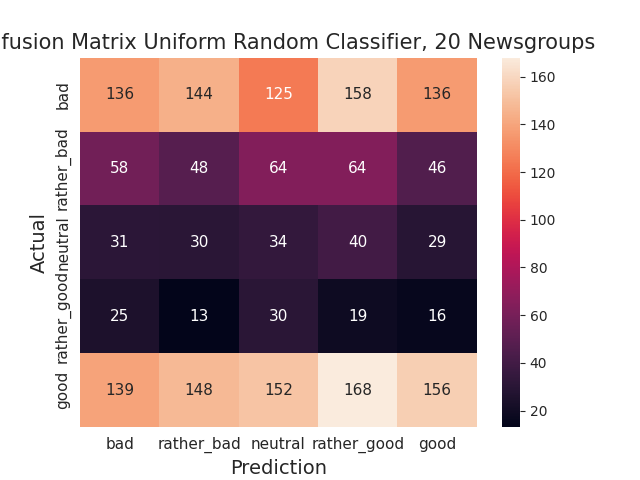 fusion Matrix Uniform Random Classifier, 20 Newsgroups
bad 136 144 125 158 136
rather_bad 58 48 64 64 46
neutral 31 30 34 40 29
rather_good 25 13 30 19 16
good 139 148 152 168 156
bad rather_bad neutral rather_good good
Prediction
Actual
160
140
120
100
80
60
40
20